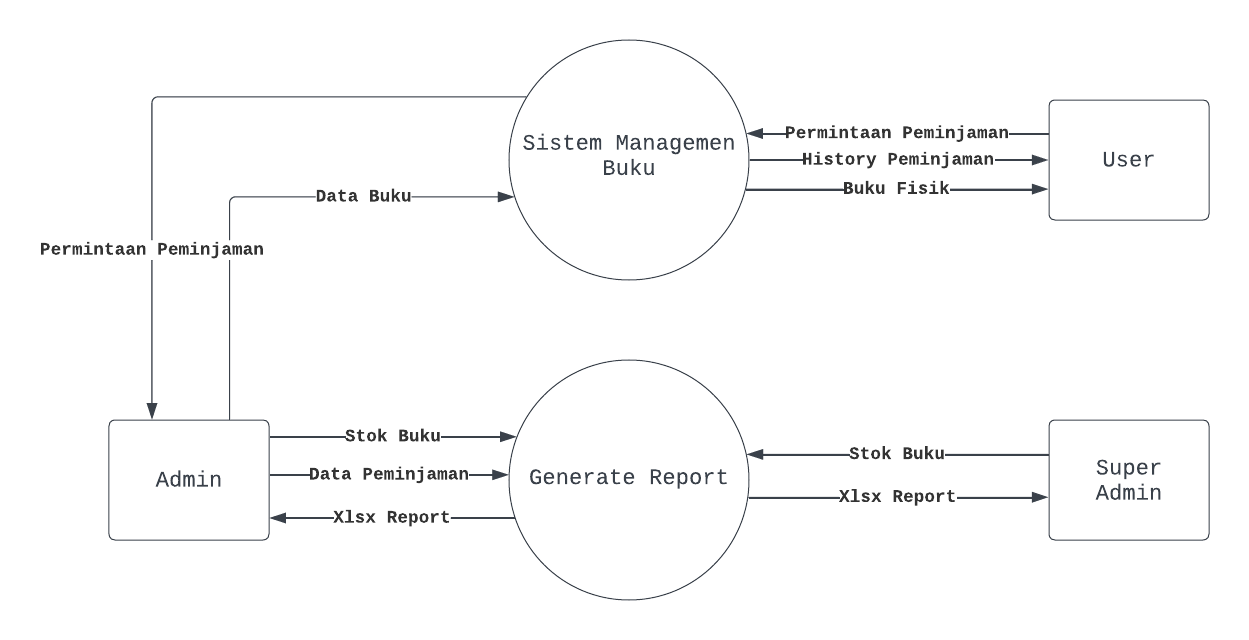 Sistem Managemen
Buku
Permintaan Peminjaman
History Peminjaman
Buku Fisik
User
Data Buku
Permintaan Peminjaman
Admin
Stok Buku
Data Peminjaman
Xlsx Report
Generate Report
Stok Buku
Xlsx Report
Super
Admin